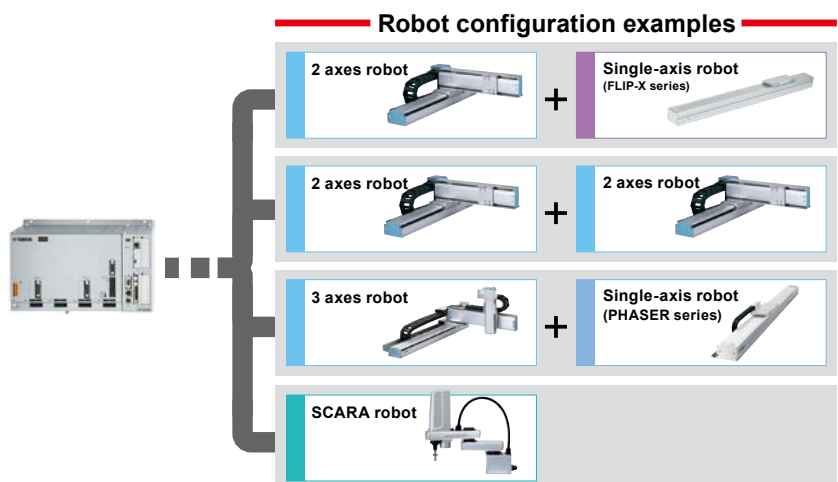 Robot configuration examples
2 axes robot
+
Single-axis robot
(FLIP-X series)
2 axes robot
+
2 axes robot
3 axes robot
+
Single-axis robot
(PHASER series)
SCARA robot
YAMAHA